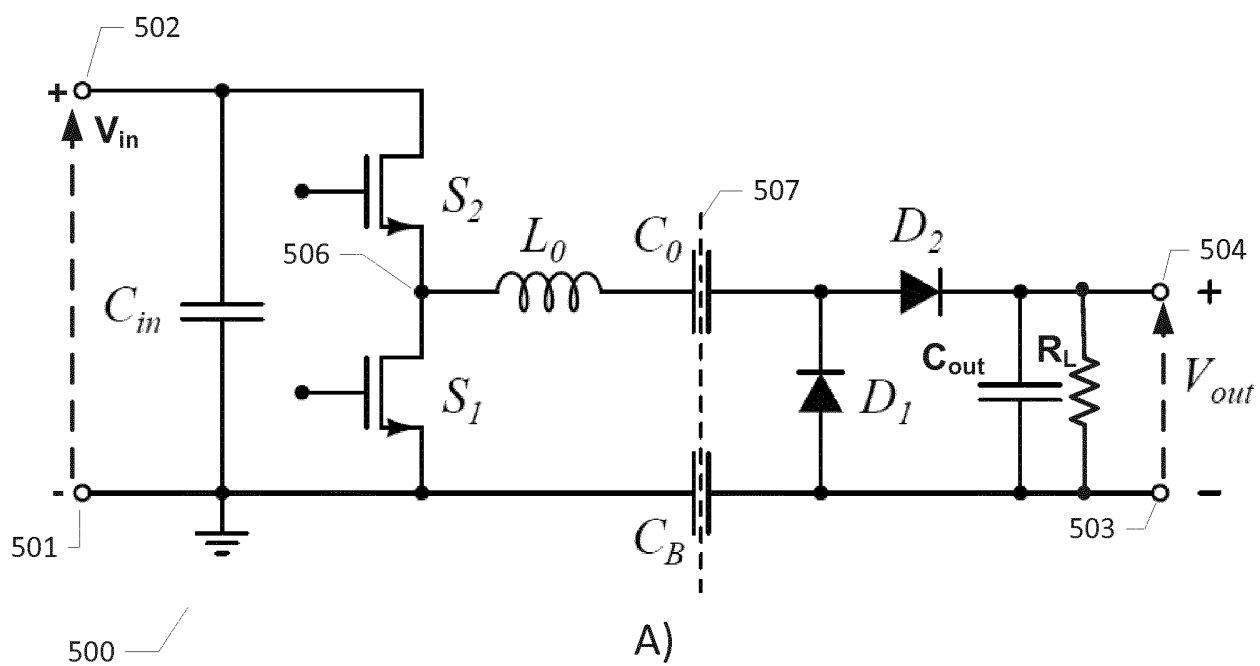 502
+
V_in
S_2
507
506
L_0
C_0
D_2
504
+
C_in
C_out
R_L
V_out
S_1
D_1
-
501
C_B
503
−
500
A)